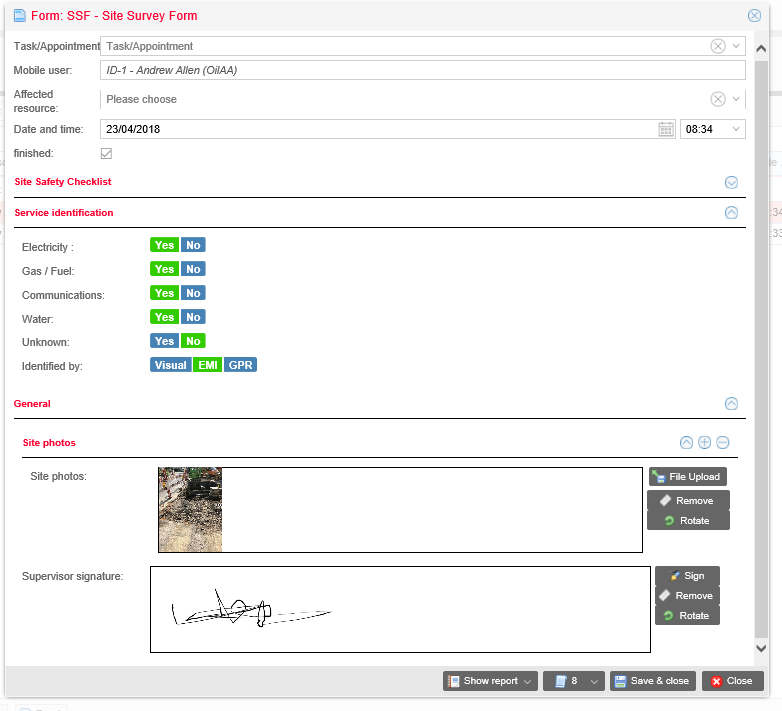 Form: SSF - Site Survey Form
Task/Appointment Task/Appointment
Mobile user: ID-1 - Andrew Allen (OilAA)
Affected resource: Please choose
Date and time: 23/04/2018 08:34
finished:
Site Safety Checklist
Service identification
Electricity : Yes No
Gas / Fuel: Yes No
Communications: Yes No
Water: Yes No
Unknown: Yes No
Identified by: Visual EMI GPR
General
Site photos
Site photos: File Upload
Remove
Rotate
Supervisor signature: Sign
Remove
Rotate
Show report 8 Save & close Close